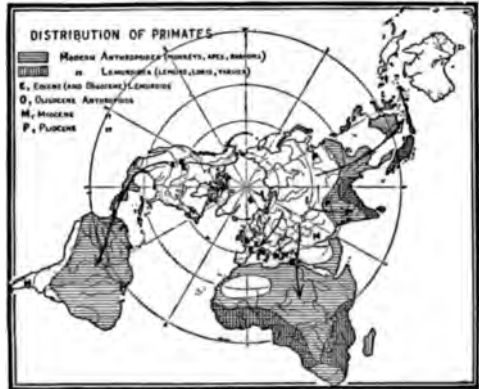 DISTRIBUTION OF PRIMATES
MODERN ANTHROPOIDEA (MONKEYS, APES,
" LEMUROIDEA (LEMURS, LORIS, TARSIER)
E, EOCENE (AND OLIGOCENE) LEMUROIDS
O, OLIGOCENE ANTHROPOIDS
M, MIOCENE "
P, PLIOCENE "